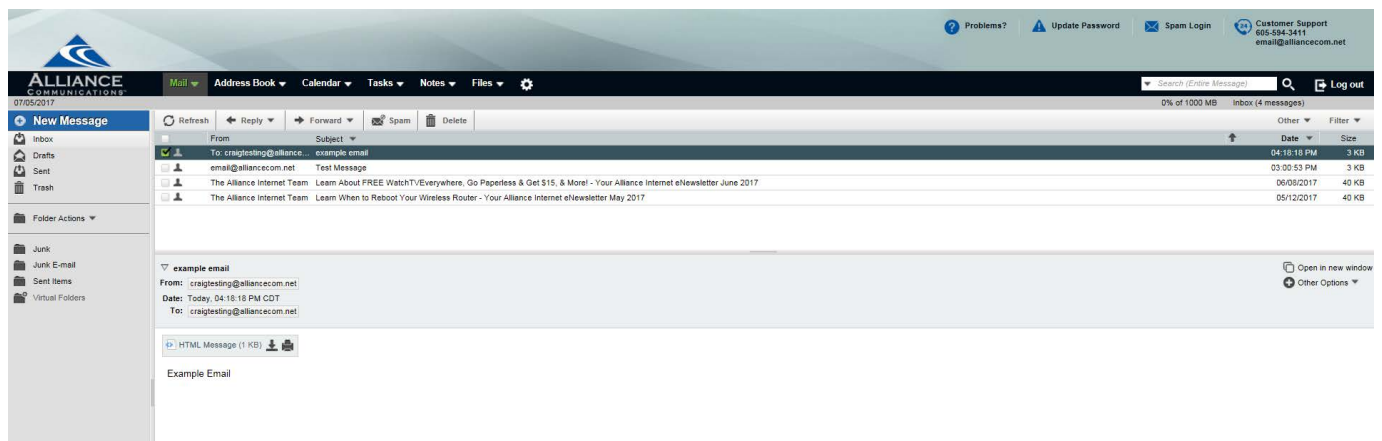 Problems? Update Password Spam Login 24 Customer Support
605-594-3411
email@alliancecom.net
ALLIANCE
COMMUNICATIONS
Mail Address Book Calendar Tasks Notes Files Search (Entire Message) Log out
07/05/2017 0% of 1000 MB Inbox (4 messages)
New Message
Inbox
Drafts
Sent
Trash
Folder Actions
Junk
Junk E-mail
Sent Items
Virtual Folders
Refresh Reply Forward Spam Delete Other Filter
From Subject Date Size
To: craigtesting@alliance... example email 04:18:18 PM 3 KB
email@alliancecom.net Test Message 03:00:53 PM 3 KB
The Alliance Internet Team Learn About FREE WatchTVEverywhere, Go Paperless & Get $15, & More! - Your Alliance Internet eNewsletter June 2017 06/08/2017 40 KB
The Alliance Internet Team Learn When to Reboot Your Wireless Router - Your Alliance Internet eNewsletter May 2017 05/12/2017 40 KB
example email Open in new window
From: craigtesting@alliancecom.net Other Options
Date: Today, 04:18:18 PM CDT
To: craigtesting@alliancecom.net
HTML Message (1 KB)
Example Email